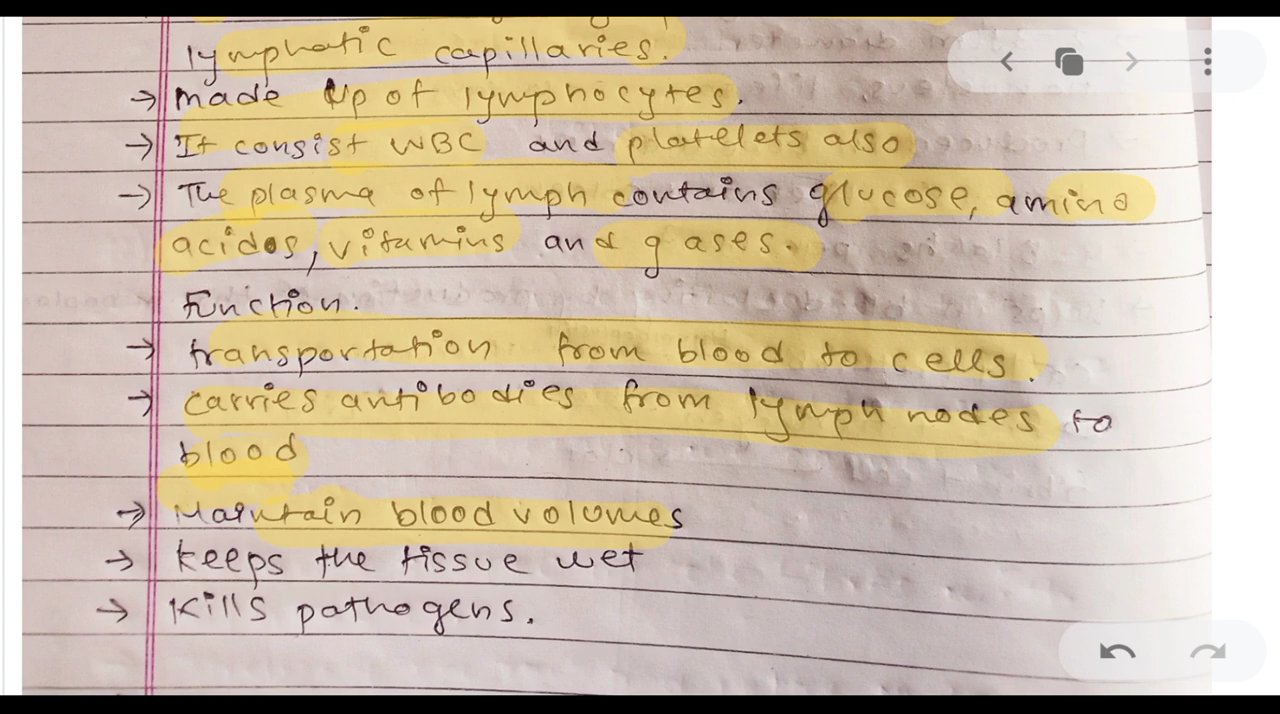 lymphatic capillaries.
→ made up of lymphocytes.
→ It consist WBC and platelets also
→ The plasma of lymph contains glucose, amino
acidos, vitamins and gases.
Function.
→ transportation from blood to cells.
→ carries antibodies from lymph nodes to
blood
→ Maintain blood volumes
→ keeps the tissue wet
→ Kills pathogens.